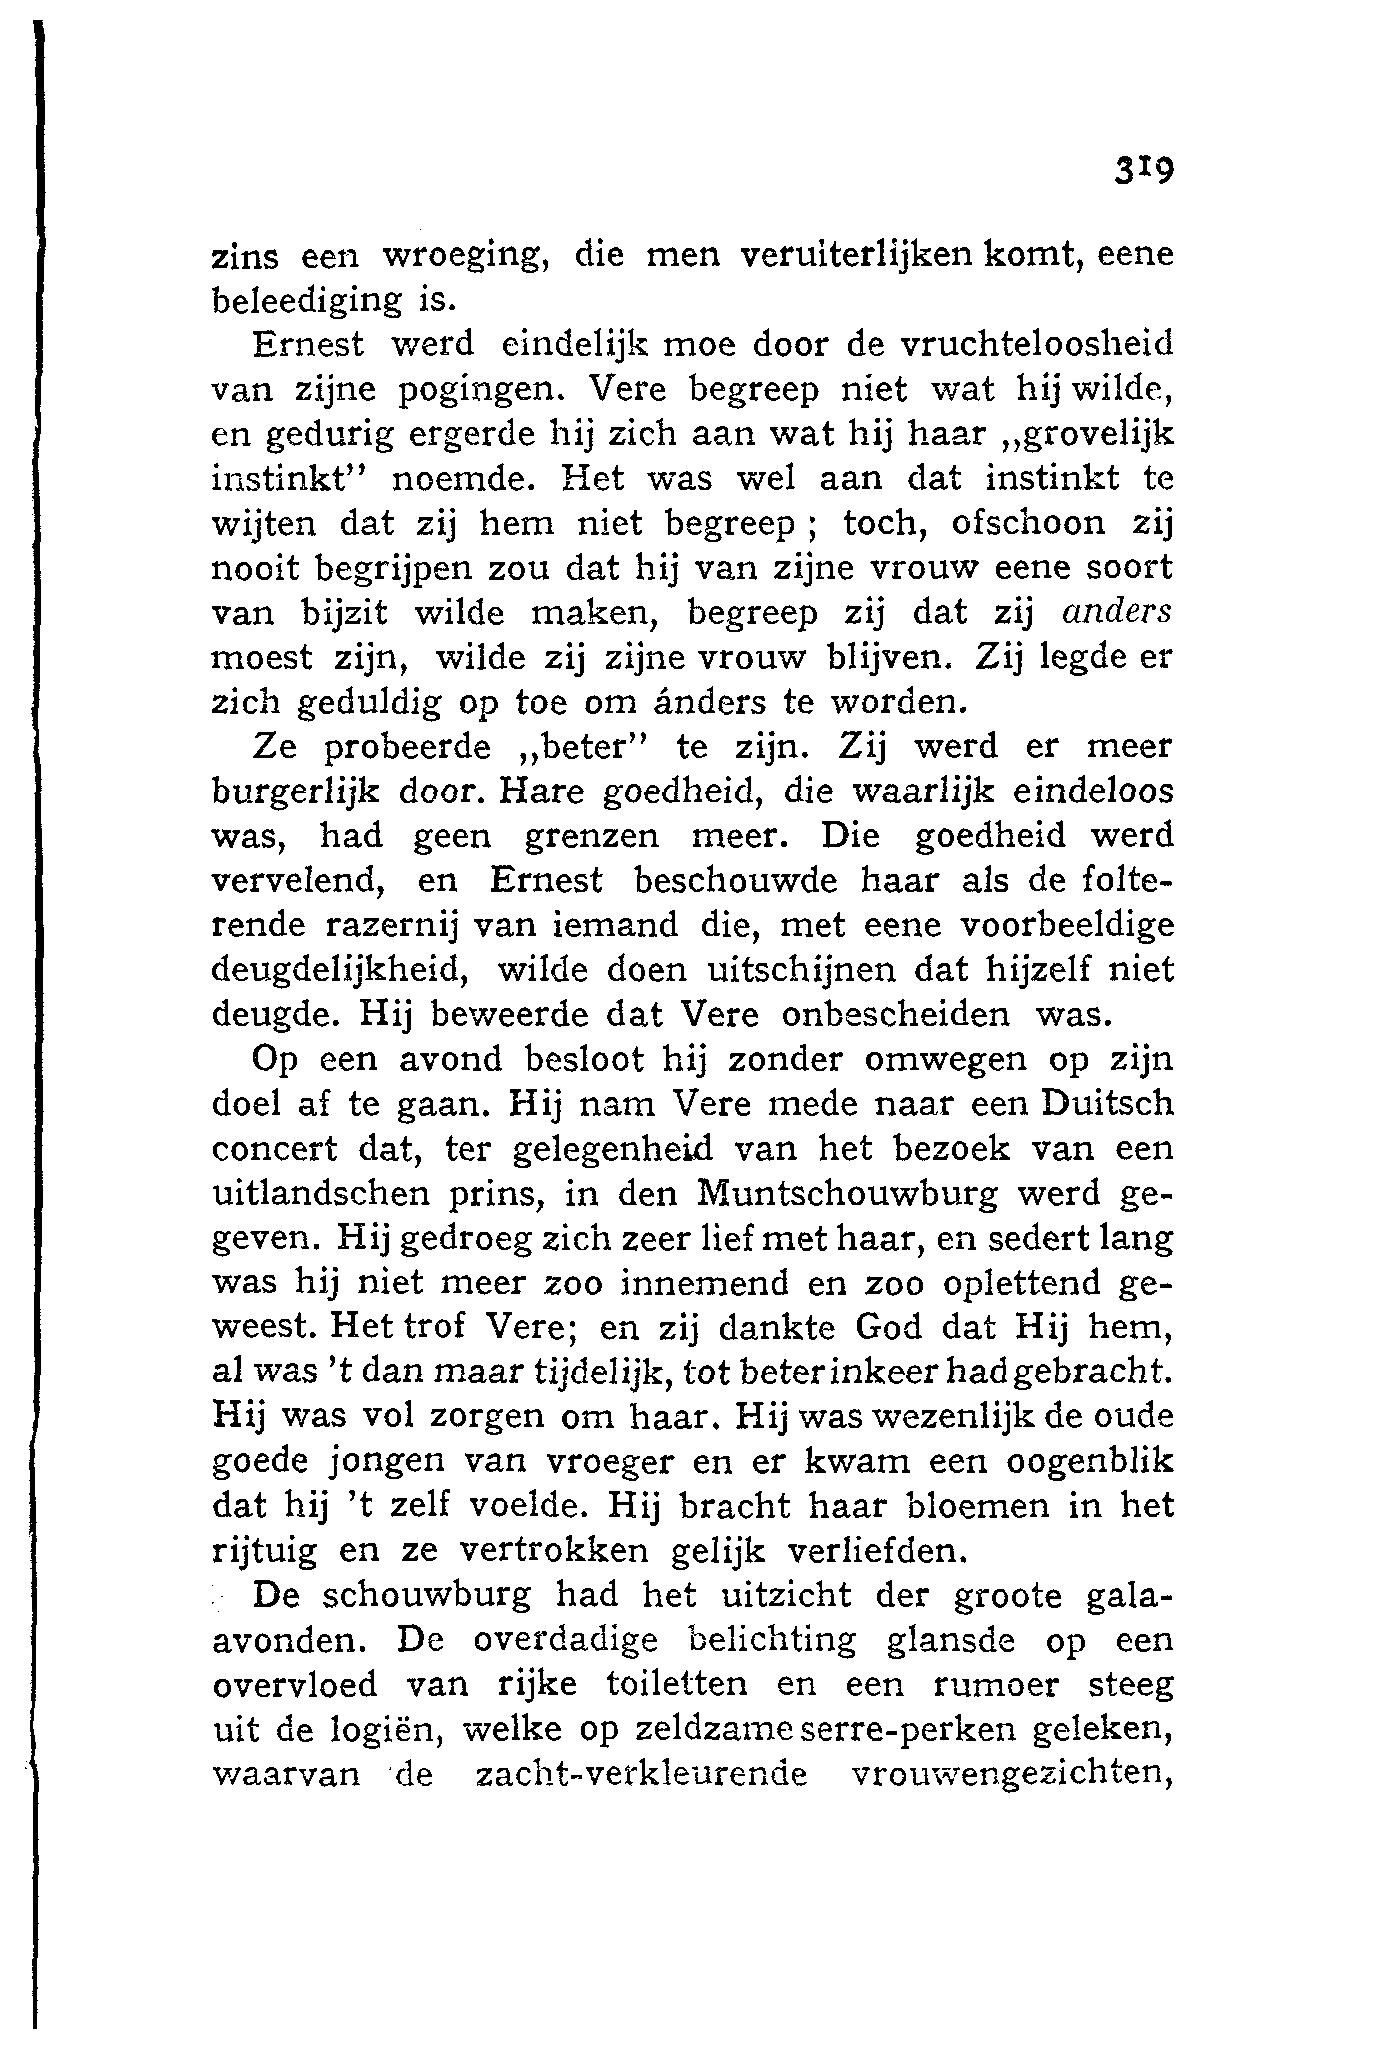 319
zins een wroeging, die men veruiterlijken komt, eene
beleediging is.
Ernest werd eindelijk moe door de vruchteloosheid
van zijne pogingen. Vere begreep niet wat hij wilde,
en gedurig ergerde hij zich aan wat hij haar „grovelijk
instinkt” noemde. Het was wel aan dat instinkt te
wijten dat zij hem niet begreep ; toch, ofschoon zij
nooit begrijpen zou dat hij van zijne vrouw eene soort
van bijzit wilde maken, begreep zij dat zij anders
moest zijn, wilde zij zijne vrouw blijven. Zij legde er
zich geduldig op toe om ánders te worden.
Ze probeerde „beter” te zijn. Zij werd er meer
burgerlijk door. Hare goedheid, die waarlijk eindeloos
was, had geen grenzen meer. Die goedheid werd
vervelend, en Ernest beschouwde haar als de folte-
rende razernij van iemand die, met eene voorbeeldige
deugdelijkheid, wilde doen uitschijnen dat hijzelf niet
deugde. Hij beweerde dat Vere onbescheiden was.
Op een avond besloot hij zonder omwegen op zijn
doel af te gaan. Hij nam Vere mede naar een Duitsch
concert dat, ter gelegenheid van het bezoek van een
uitlandschen prins, in den Muntschouwburg werd ge-
geven. Hij gedroeg zich zeer lief met haar, en sedert lang
was hij niet meer zoo innemend en zoo oplettend ge-
weest. Het trof Vere; en zij dankte God dat Hij hem,
al was 't dan maar tijdelijk, tot beter inkeer had gebracht.
Hij was vol zorgen om haar. Hij was wezenlijk de oude
goede jongen van vroeger en er kwam een oogenblik
dat hij 't zelf voelde. Hij bracht haar bloemen in het
rijtuig en ze vertrokken gelijk verliefden.
De schouwburg had het uitzicht der groote gala-
avonden. De overdadige belichting glansde op een
overvloed van rijke toiletten en een rumoer steeg
uit de logiën, welke op zeldzame serre-perken geleken,
waarvan de zacht-verkleurende vrouwengezichten,